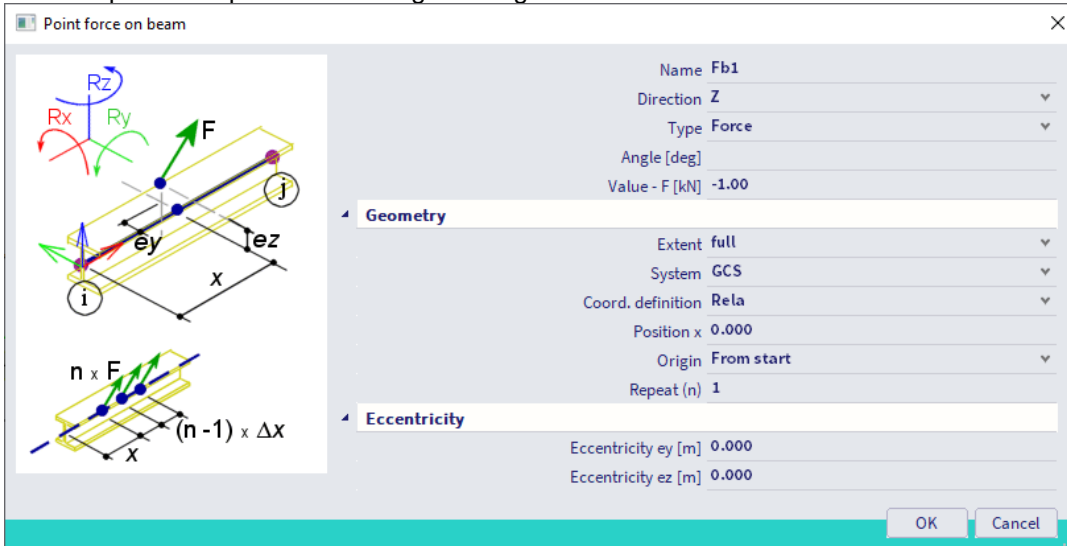 Point force on beam
Rz
Rx Ry
F
j
ey
ez
x
i
n x F
(n -1) x Δx
x
Name Fb1
Direction Z
Type Force
Angle [deg]
Value - F [kN] -1.00
Geometry
Extent full
System GCS
Coord. definition Rela
Position x 0.000
Origin From start
Repeat (n) 1
Eccentricity
Eccentricity ey [m] 0.000
Eccentricity ez [m] 0.000
OK Cancel